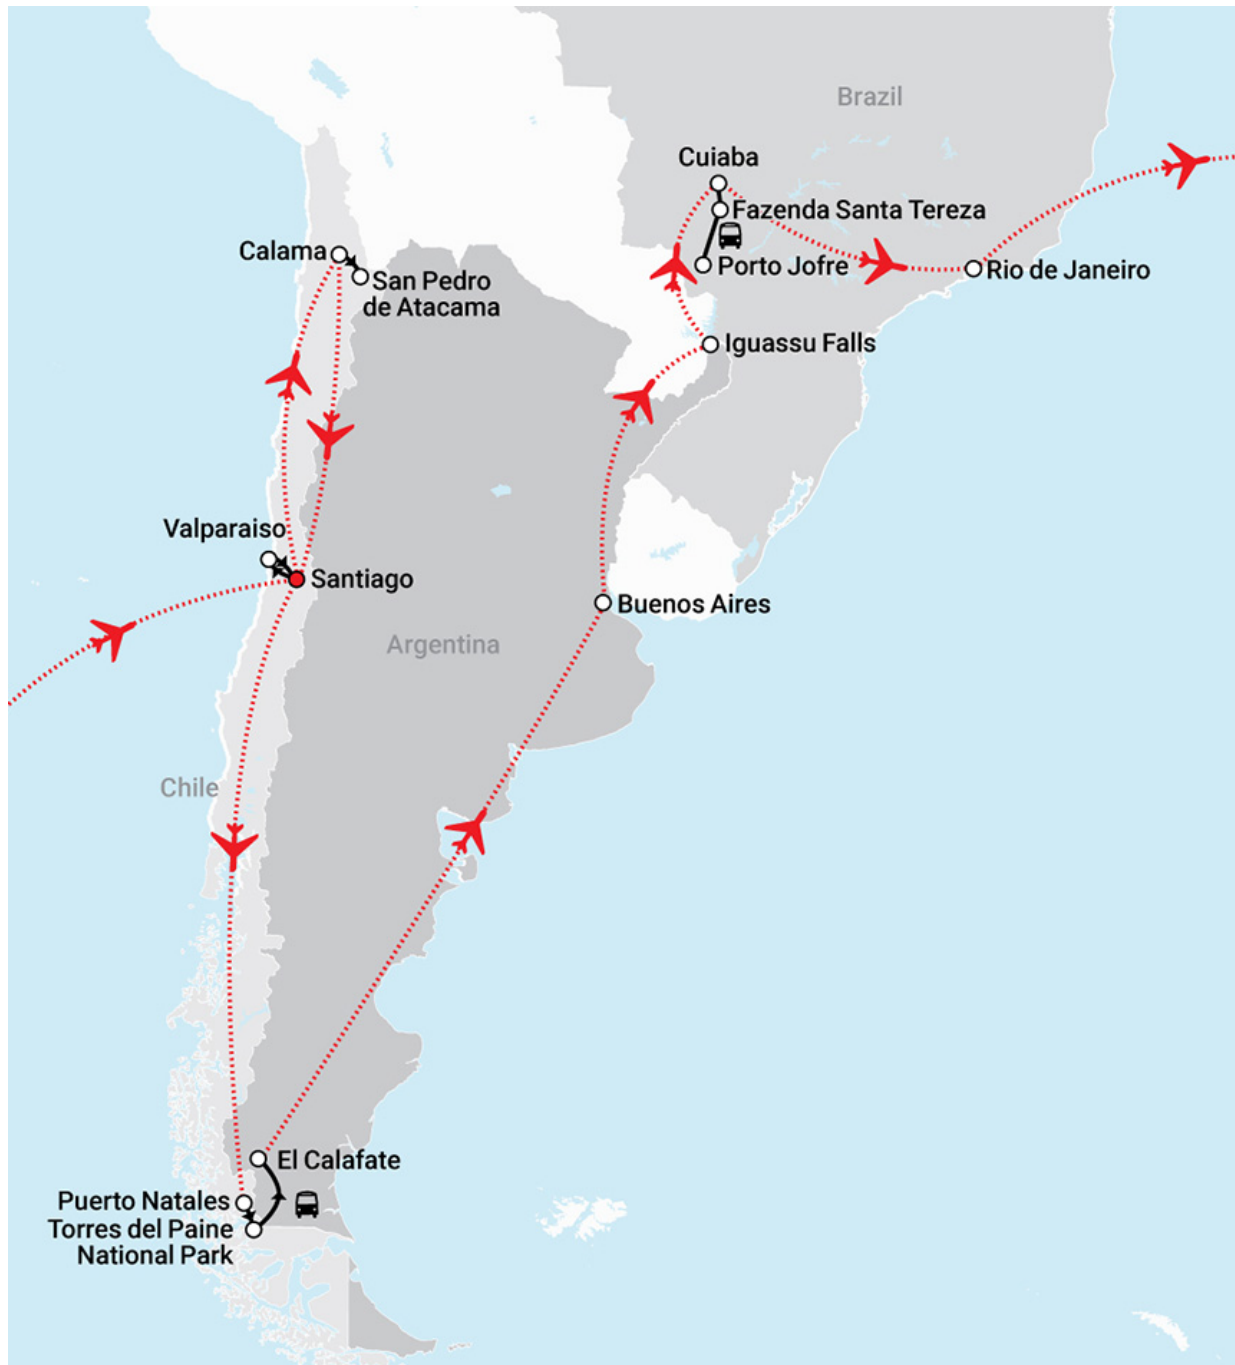 Brazil
Cuiaba
Fazenda Santa Tereza
Porto Jofre
Rio de Janeiro
Calama
San Pedro
de Atacama
Iguassu Falls
Valparaiso
Santiago
Buenos Aires
Argentina
Chile
El Calafate
Puerto Natales
Torres del Paine
National Park